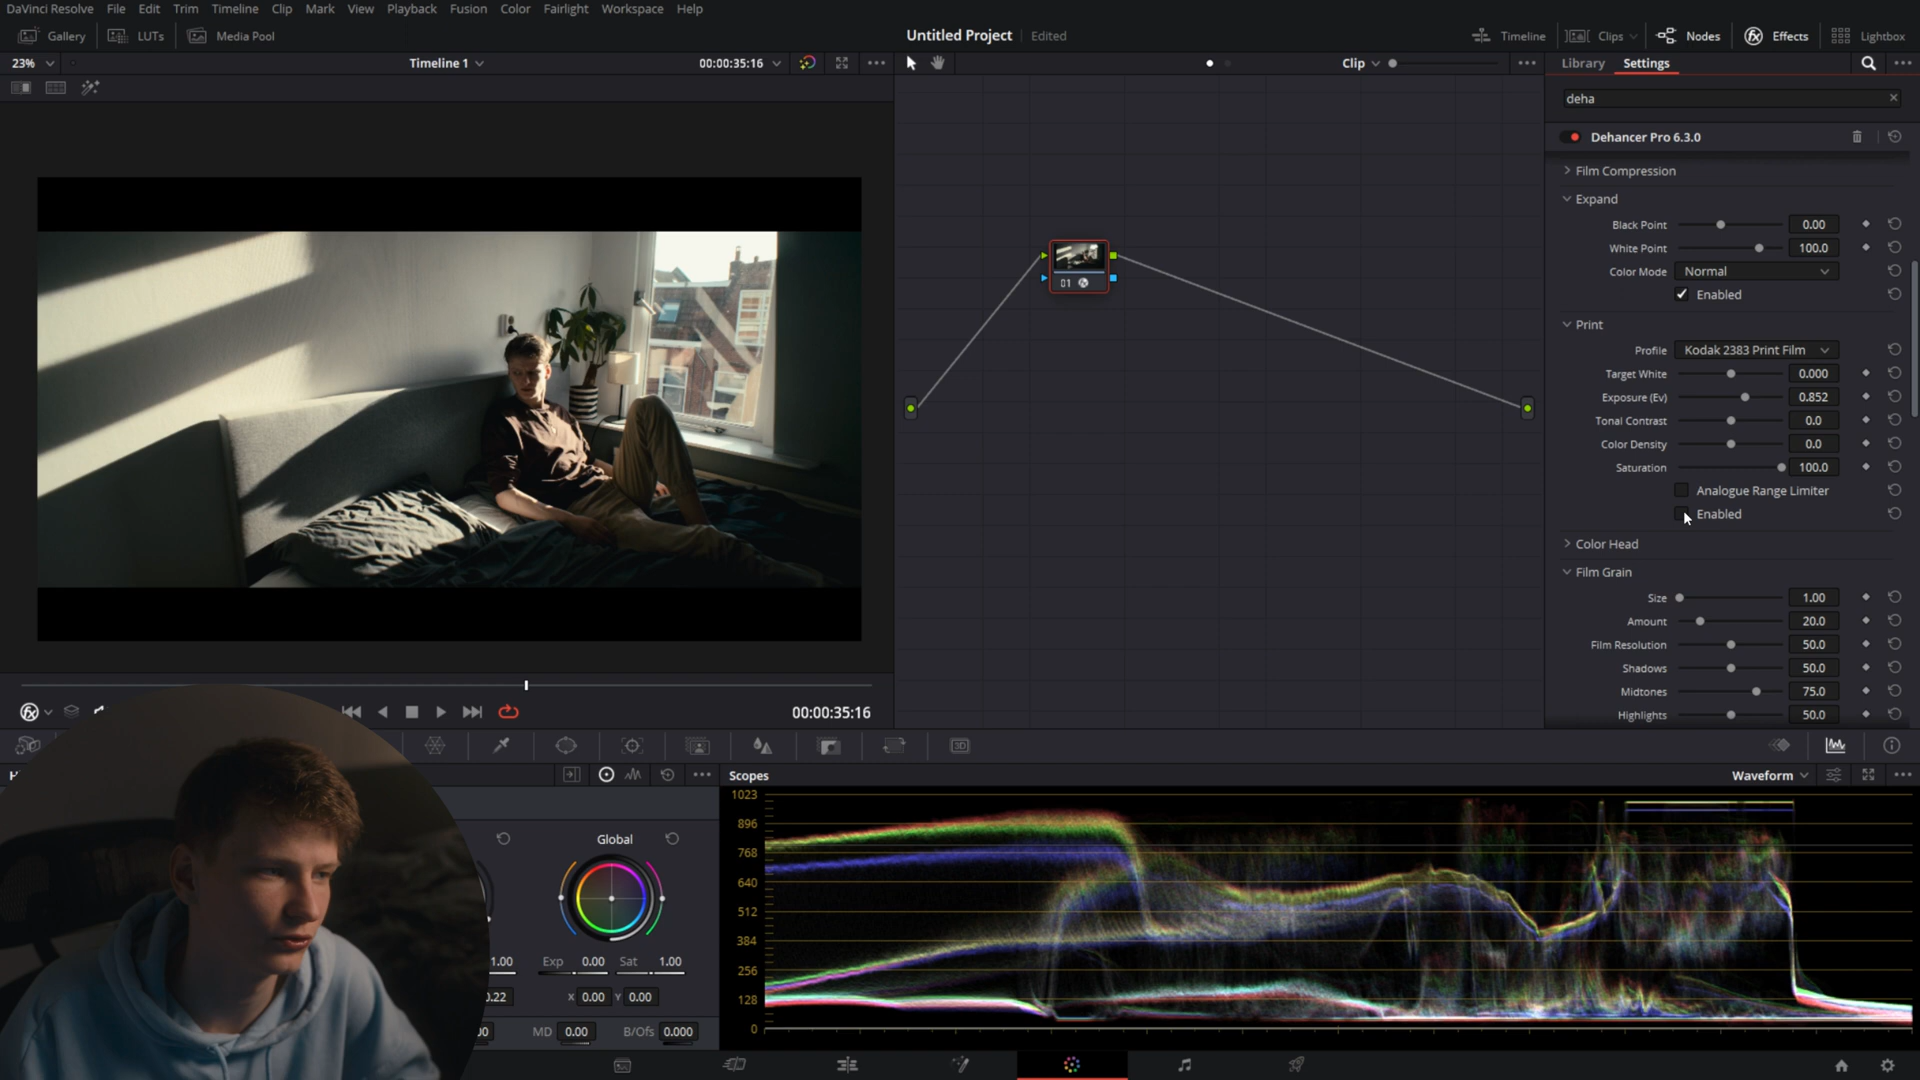 DaVinci Resolve File Edit Trim Timeline Clip Mark View Playback Fusion Color Fairlight Workspace Help
Gallery LUTs Media Pool Untitled Project Edited Timeline Clips Nodes Effects Lightbox
23% Timeline 1 00:00:35:16 Clip Library Settings
deha
Dehancer Pro 6.3.0
Film Compression
Expand
Black Point 0.00
White Point 100.0
Color Mode Normal
Enabled
Print
Profile Kodak 2383 Print Film
Target White 0.000
Exposure (Ev) 0.852
Tonal Contrast 0.0
Color Density 0.0
Saturation 100.0
Analogue Range Limiter
Enabled
Color Head
Film Grain
Size 1.00
Amount 20.0
Film Resolution 50.0
Shadows 50.0
Midtones 75.0
Highlights 50.0
01
00:00:35:16
3D
Scopes Waveform
Global
1.00 Exp 0.00 Sat 1.00
0.22 X 0.00 Y 0.00
MD 0.00 B/Ofs 0.000
1023
896
768
640
512
384
256
128
0